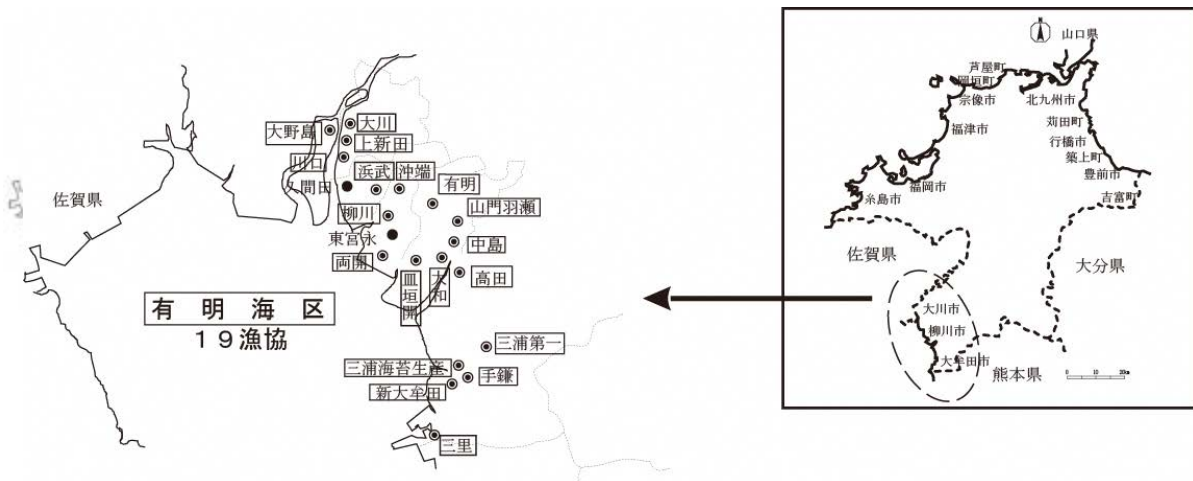 大野島
大川
上新田
川口
浜武
沖端
有明
久間田
山門羽瀬
佐賀県
柳川
東宮永
中島
両開
皿垣開
大和
高田
有明海区
19漁協
三浦第一
三浦海苔生産
手鎌
新大牟田
三里
N
山口県
芦屋町
岡垣町
宗像市
北九州市
福津市
苅田町
行橋市
築上町
豊前市
福岡市
吉富町
糸島市
佐賀県
大分県
大川市
柳川市
大牟田市
熊本県
0 10 20km